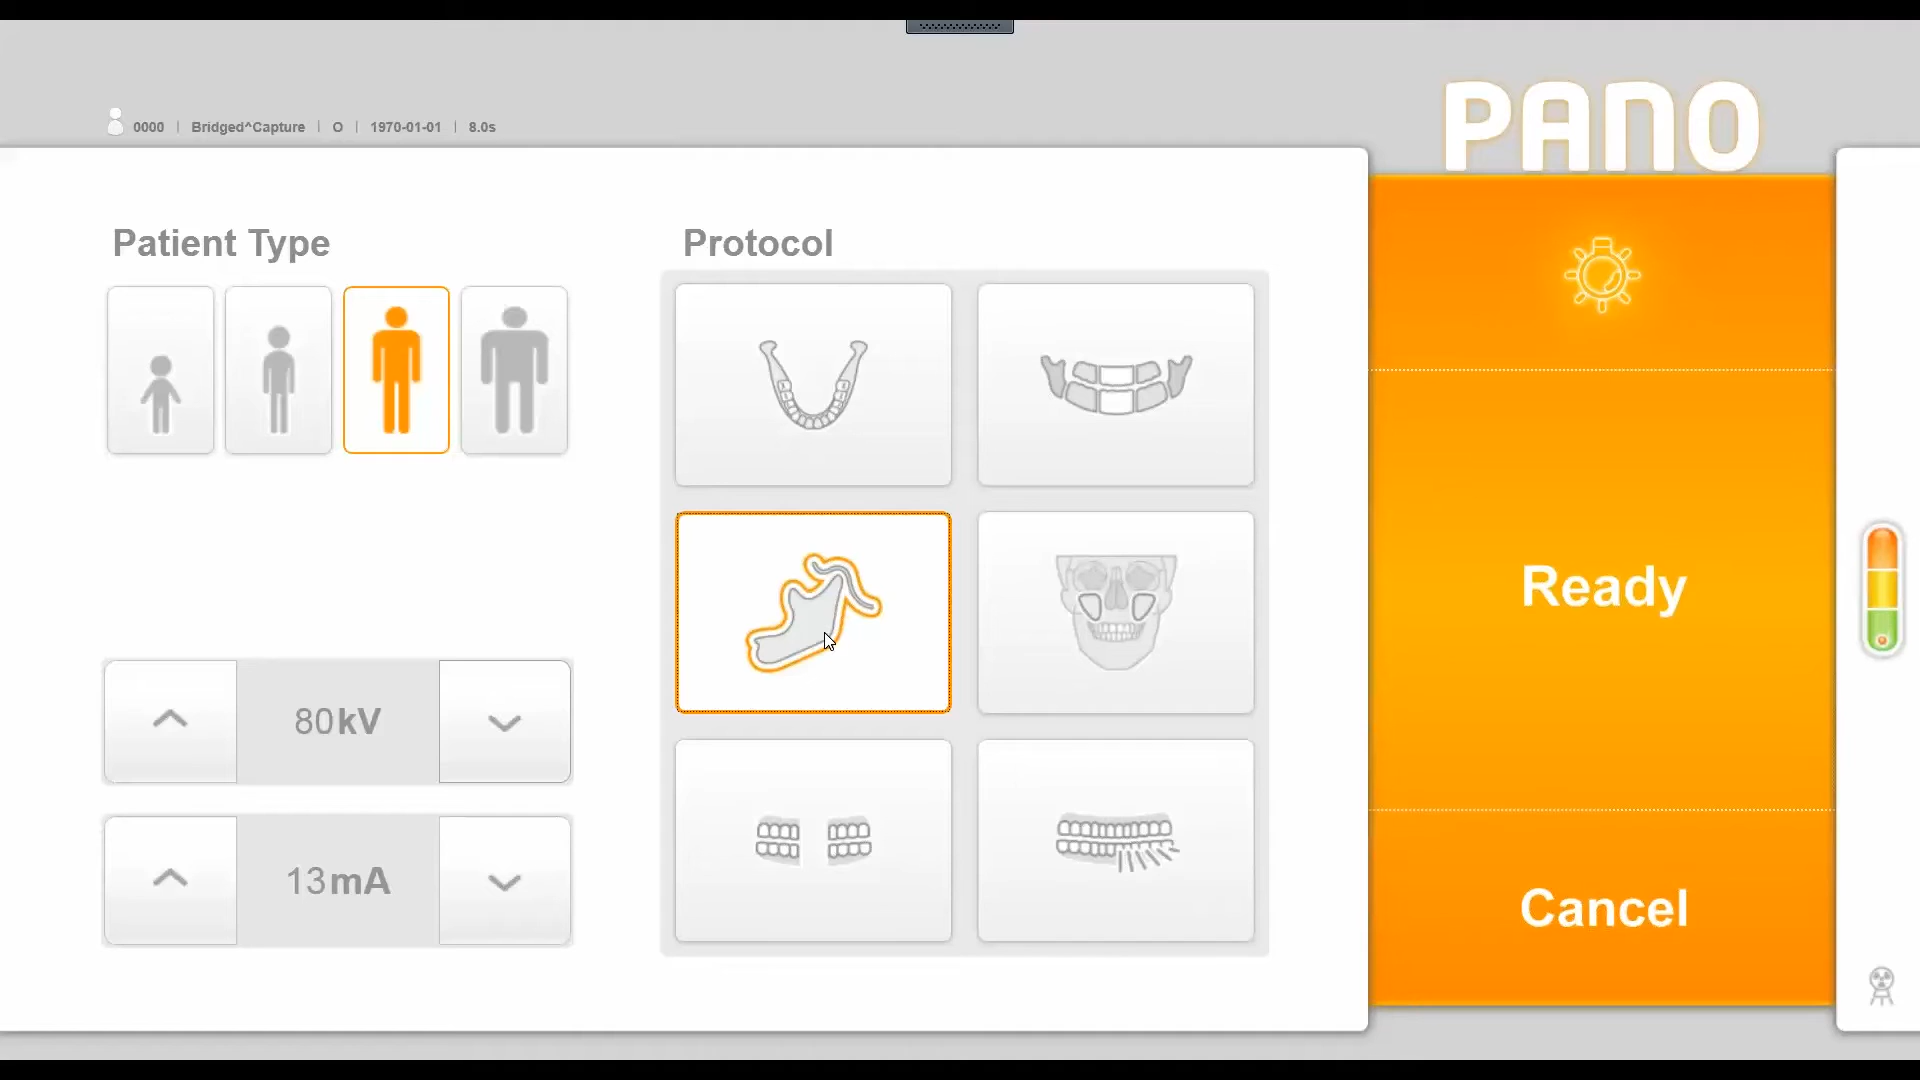 PANO
0000 | Bridged^Capture | O | 1970-01-01 | 8.0s
Patient Type
Protocol
80kV
13mA
Ready
Cancel